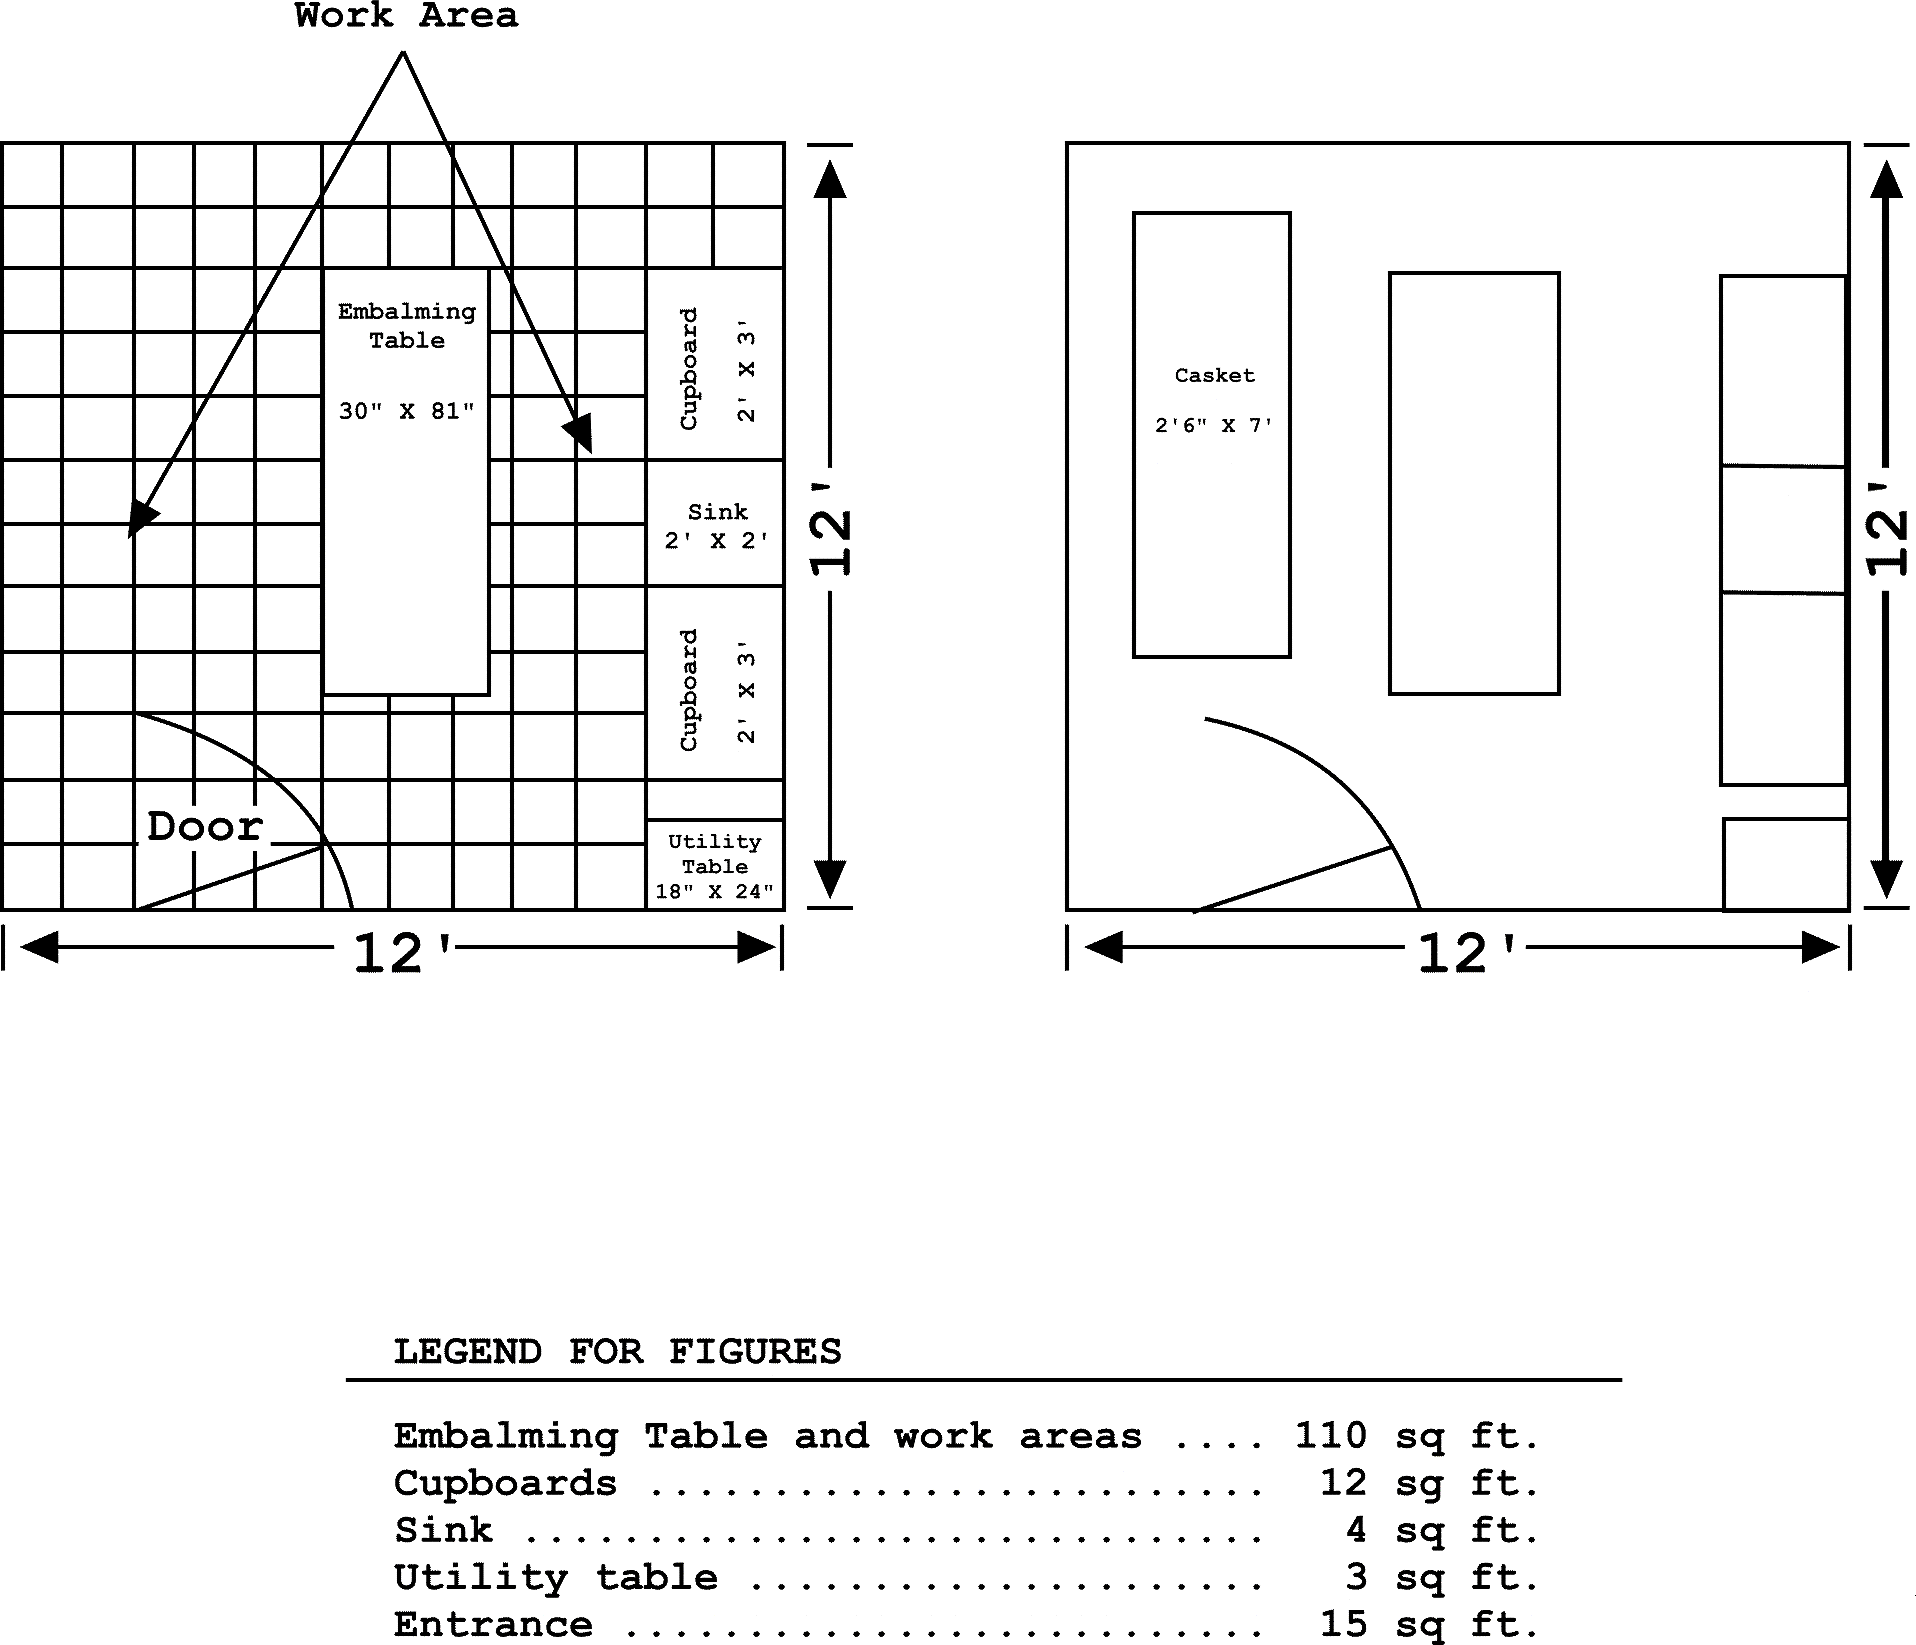 Work Area
Embalming
Table
30" X 81"
Cupboard
2' X 3'
Sink
2' X 2'
Cupboard
2' X 3'
Door
Utility
Table
18" X 24"
12'
12'
Casket
2'6" X 7'
12'
12'
LEGEND FOR FIGURES
Embalming Table and work areas .... 110 sq ft.
Cupboards ......................... 12 sg ft.
Sink .............................. 4 sq ft.
Utility table ..................... 3 sq ft.
Entrance .......................... 15 sq ft.